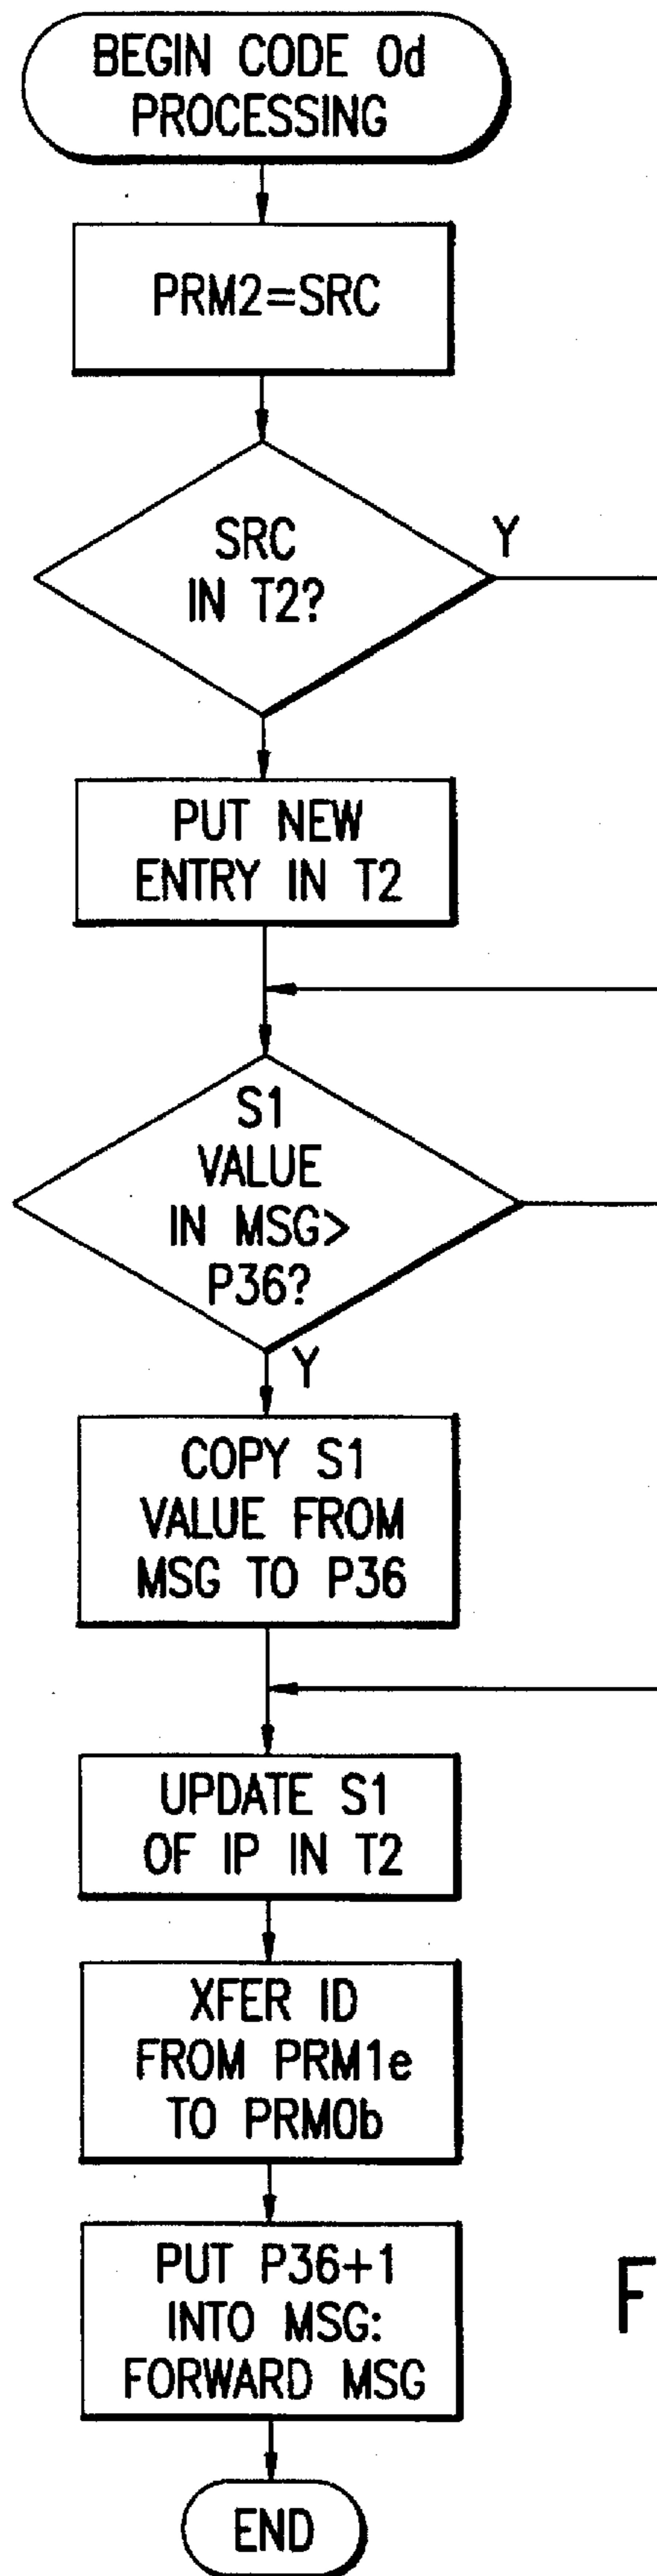 BEGIN CODE 0d
PROCESSING
PRM2=SRC
SRC
IN T2?
Y
PUT NEW
ENTRY IN T2
S1
VALUE
IN MSG>
P36?
Y
COPY S1
VALUE FROM
MSG TO P36
UPDATE S1
OF IP IN T2
XFER ID
FROM PRM1e
TO PRM0b
PUT P36+1
INTO MSG:
FORWARD MSG
F
END